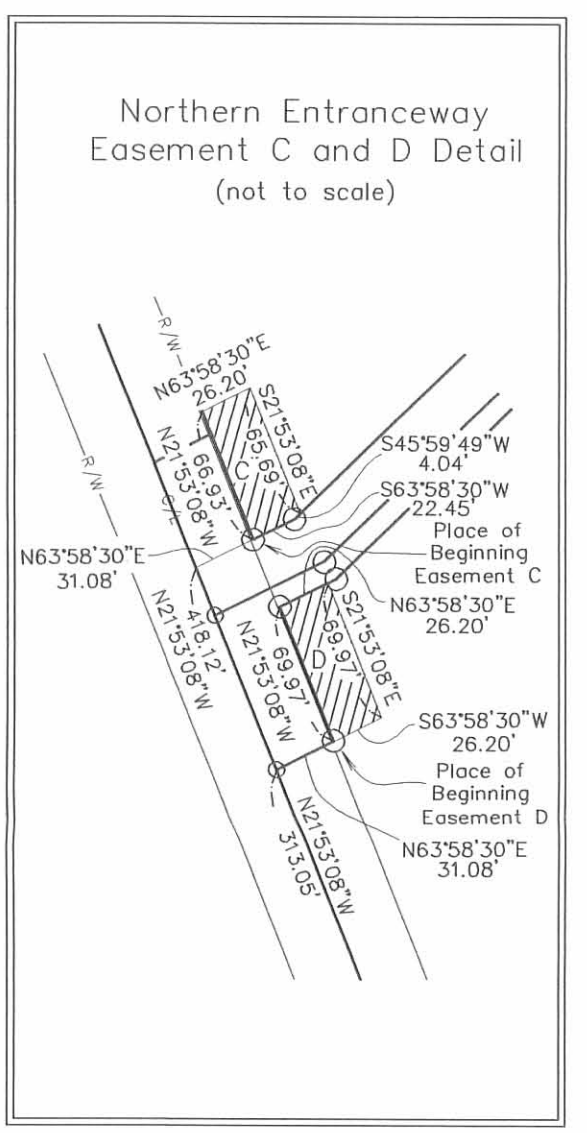 Northern Entranceway
Easement C and D Detail
(not to scale)
R/W
R/W
C/L
N63°58'30"E
26.20'
S21°53'08"E
65.69'
N21°53'08"W
66.93'
C
S45°59'49"W
4.04'
S63°58'30"W
22.45'
Place of
Beginning
Easement C
N63°58'30"E
31.08'
N63°58'30"E
26.20'
418.12'
N21°53'08"W
N21°53'08"W
69.97'
D
69.97'
S21°53'08"E
S63°58'30"W
26.20'
Place of
Beginning
Easement D
N63°58'30"E
31.08'
N21°53'08"W
313.05'